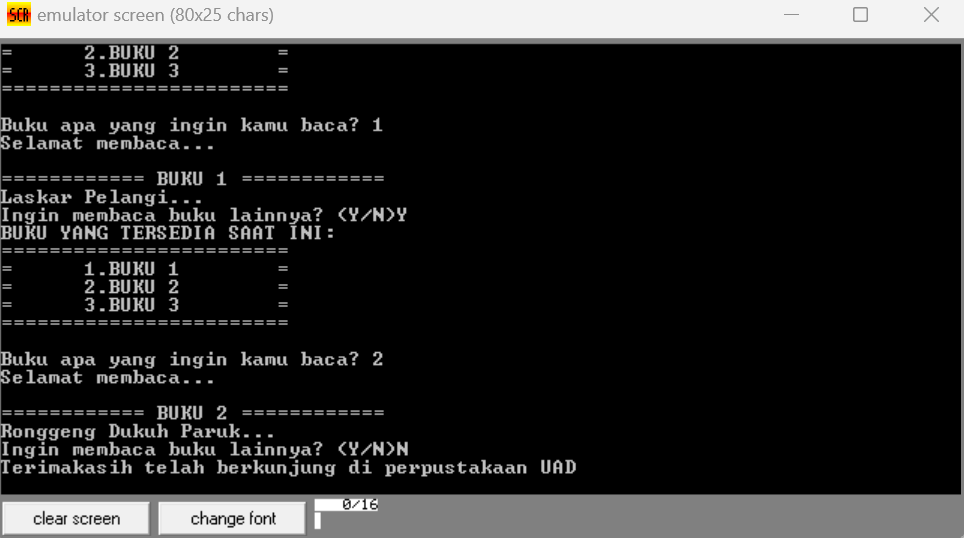 SCR emulator screen (80x25 chars)
=      2.BUKU 2        =
=      3.BUKU 3        =
========================
Buku apa yang ingin kamu baca? 1
Selamat membaca...
============ BUKU 1 ============
Laskar Pelangi...
Ingin membaca buku lainnya? (Y/N)Y
BUKU YANG TERSEDIA SAAT INI:
========================
=      1.BUKU 1        =
=      2.BUKU 2        =
=      3.BUKU 3        =
========================
Buku apa yang ingin kamu baca? 2
Selamat membaca...
============ BUKU 2 ============
Ronggeng Dukuh Paruk...
Ingin membaca buku lainnya? (Y/N)N
Terimakasih telah berkunjung di perpustakaan UAD
clear screen
change font
0/16